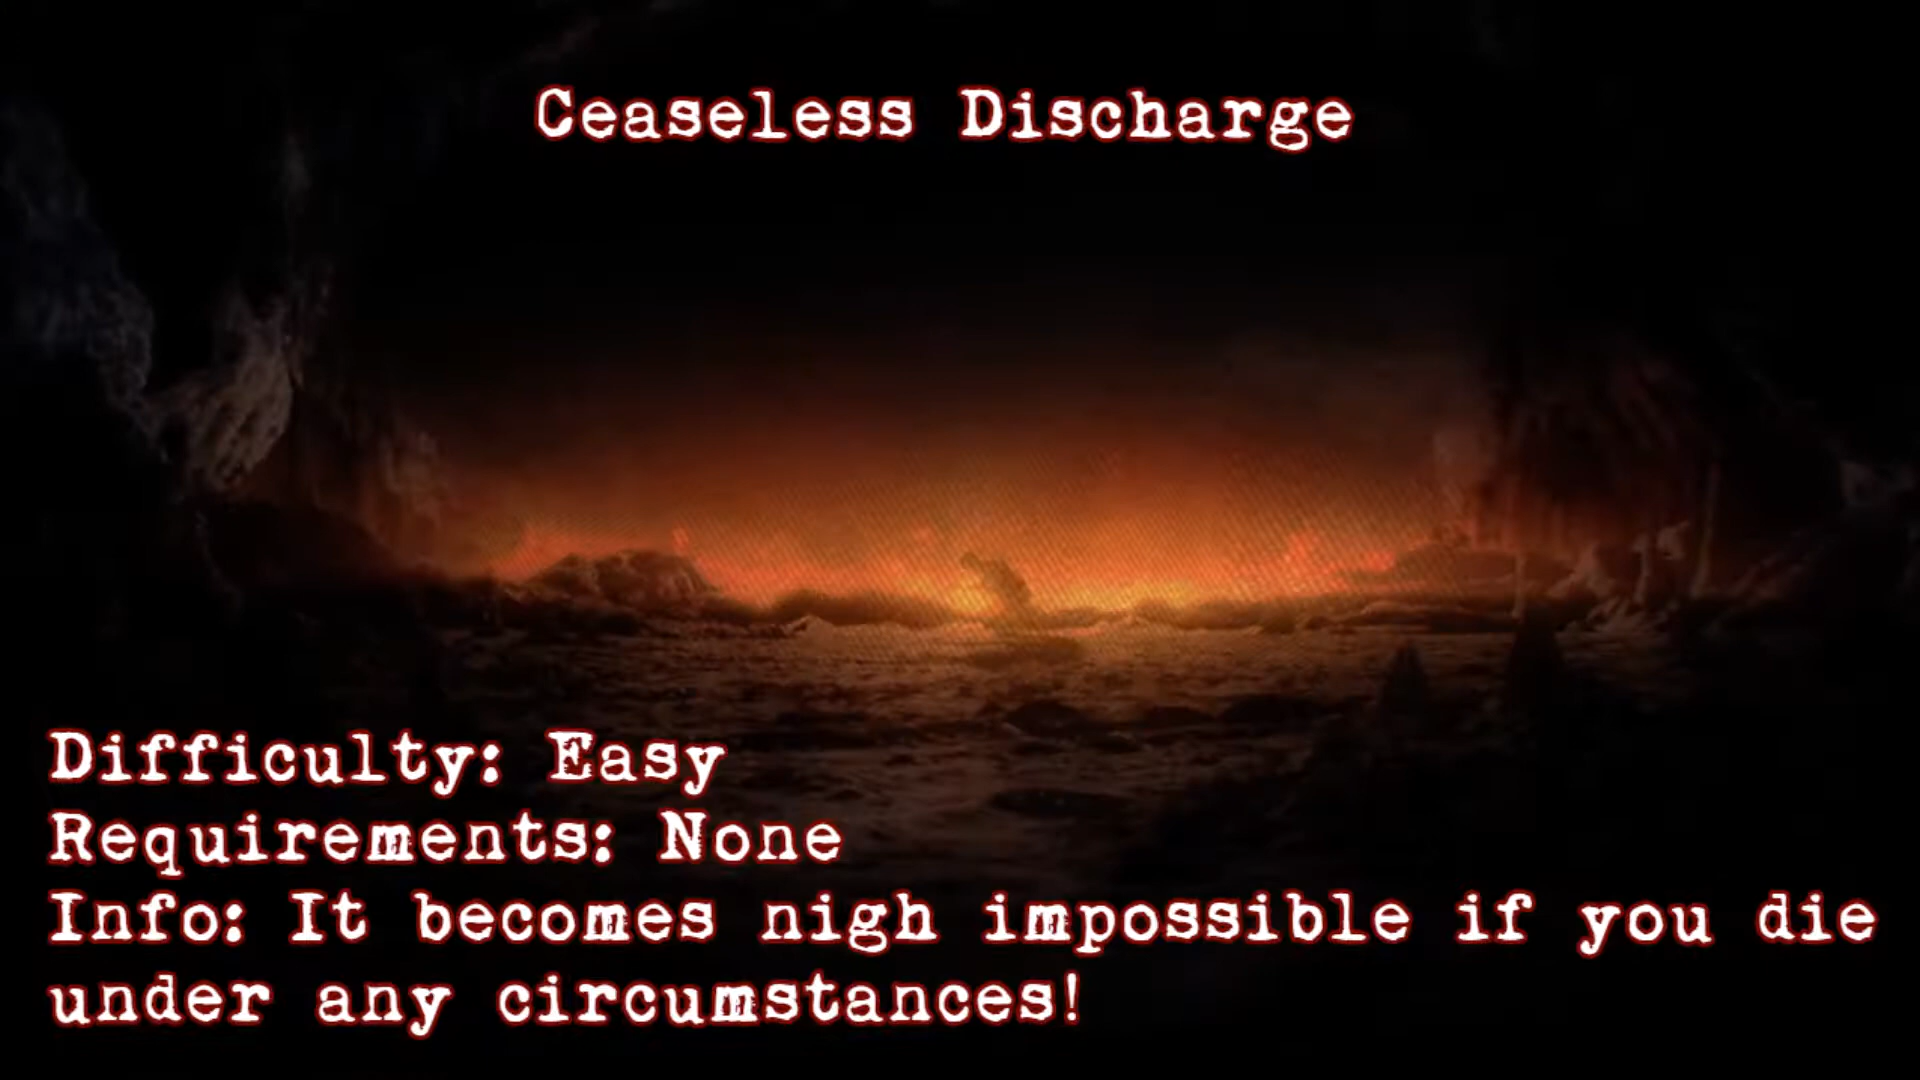 Ceaseless Discharge
Difficulty: Easy
Requirements: None
Info: It becomes nigh impossible if you die
under any circumstances!